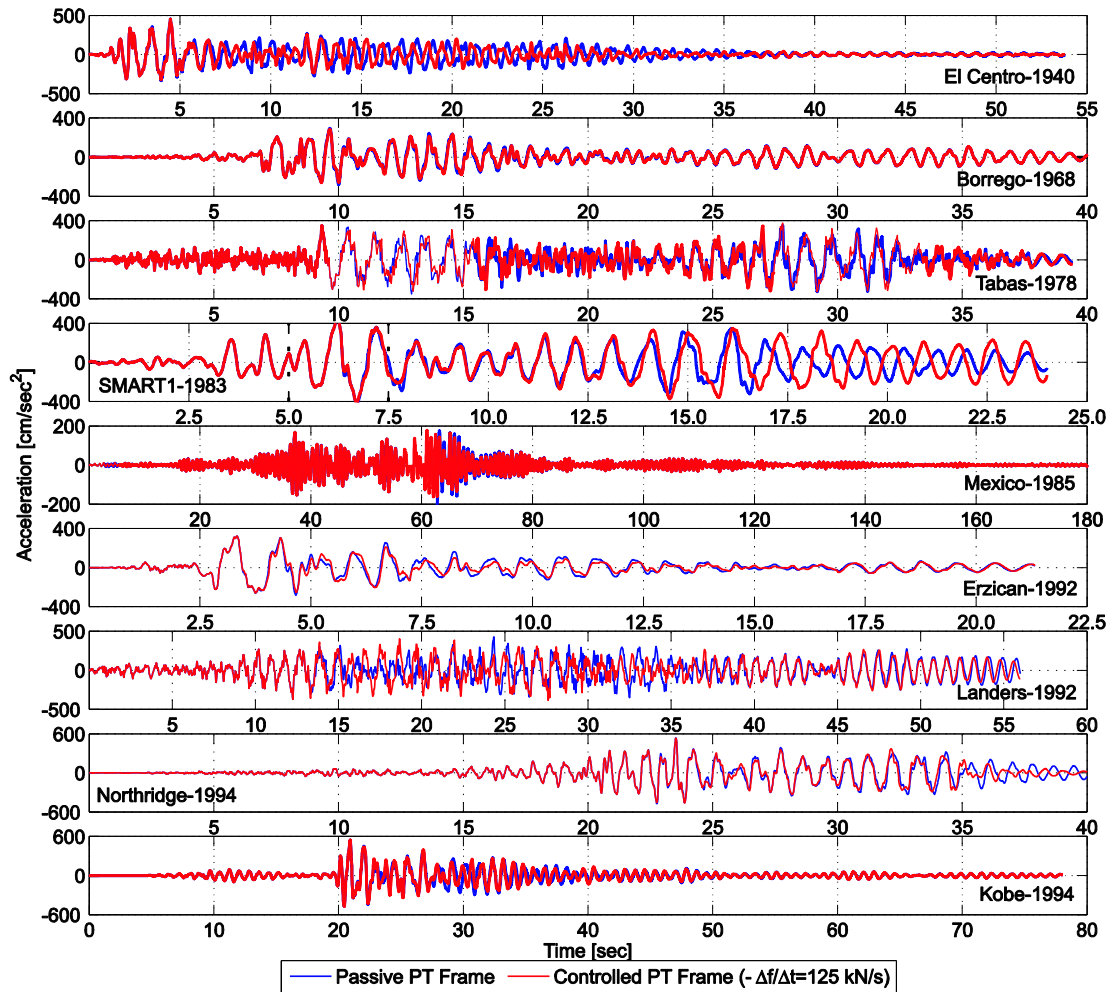 500
0
-500
El Centro-1940
5 10 15 20 25 30 35 40 45 50 55
400
0
-400
Borrego-1968
5 10 15 20 25 30 35 40
400
0
-400
Tabas-1978
5 10 15 20 25 30 35 40
400
0
-400
SMART1-1983
2.5 5.0 7.5 10.0 12.5 15.0 17.5 20.0 22.5 25.0
200
0
-200
Mexico-1985
20 40 60 80 100 120 140 160 180
400
0
-400
Erzican-1992
2.5 5.0 7.5 10.0 12.5 15.0 17.5 20.0 22.5
500
0
-500
Landers-1992
5 10 15 20 25 30 35 40 45 50 55 60
600
0
-600
Northridge-1994
5 10 15 20 25 30 35 40
600
0
-600
Kobe-1994
0 10 20 30 40 50 60 70 80
Acceleration [cm/sec²]
Time [sec]
Passive PT Frame Controlled PT Frame (- Δf/Δt=125 kN/s)